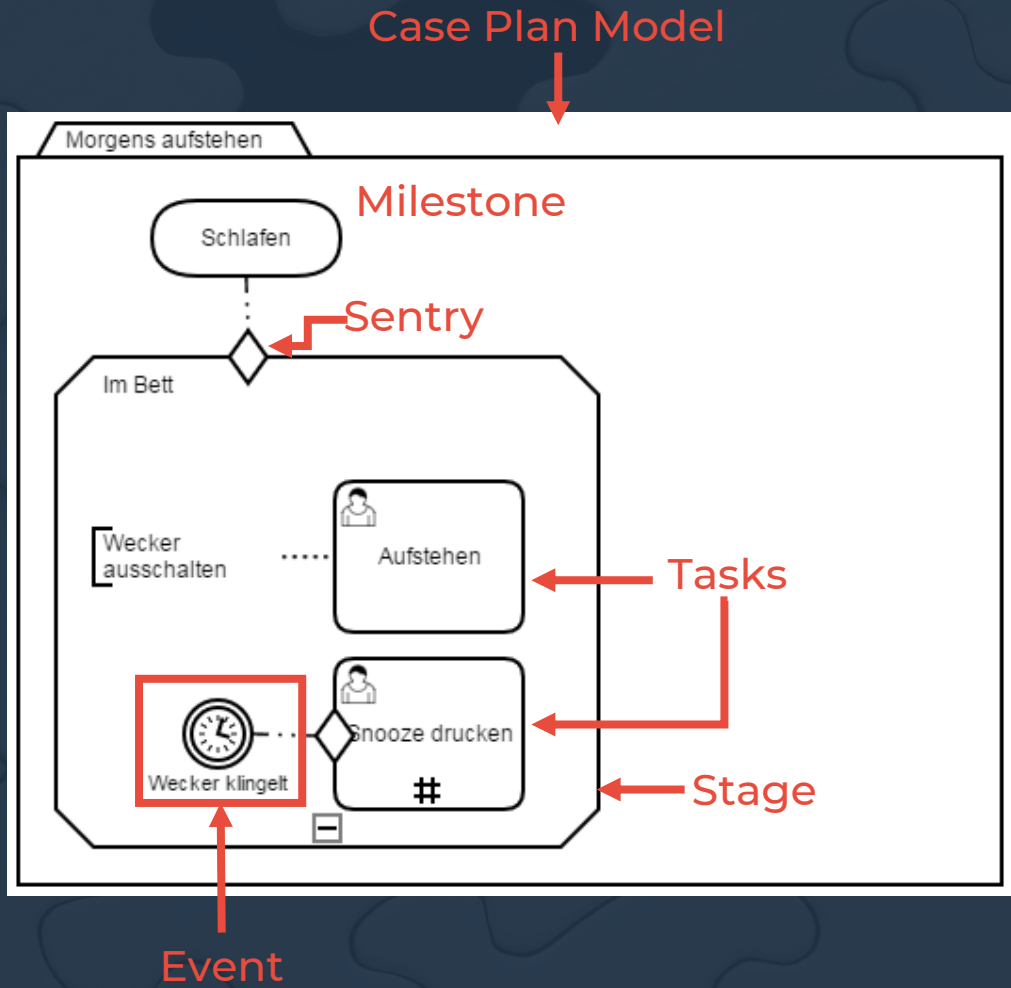 Case Plan Model
Morgens aufstehen
Milestone
Schlafen
Sentry
Im Bett
Wecker
ausschalten
Aufstehen
Tasks
Snooze drucken
Wecker klingelt
Stage
Event